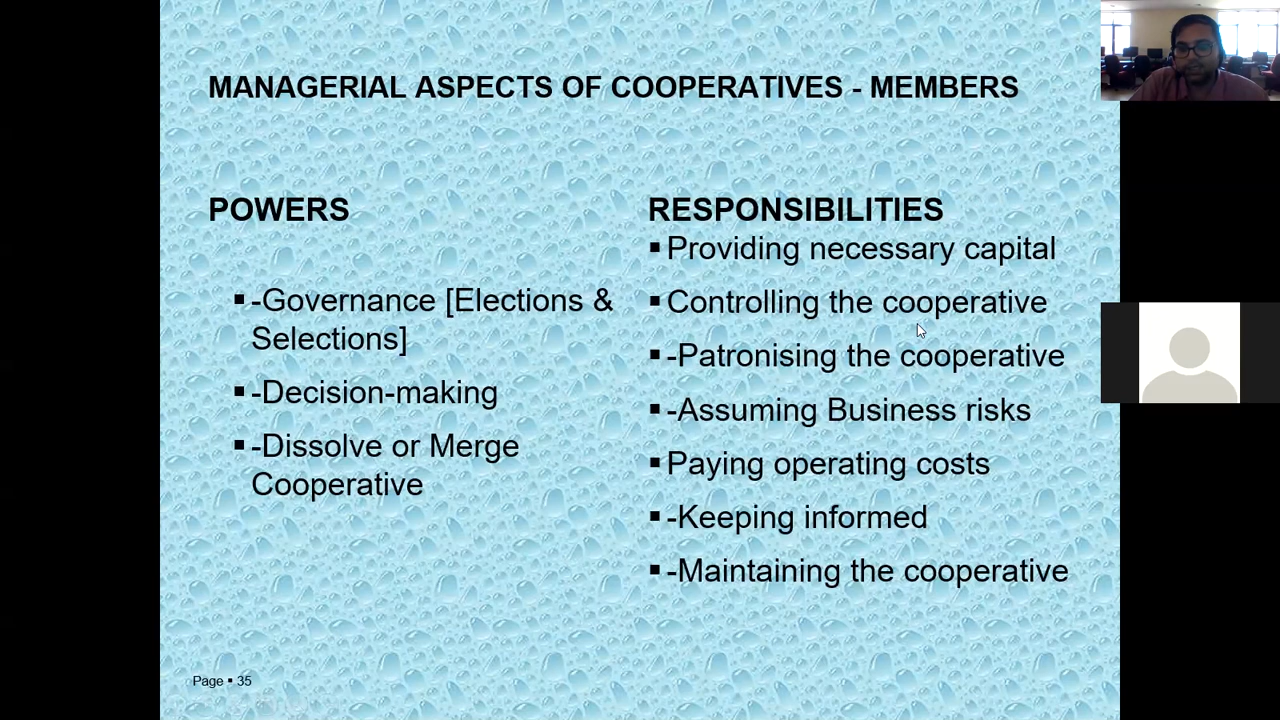 MANAGERIAL ASPECTS OF COOPERATIVES - MEMBERS
POWERS
▪-Governance [Elections &
Selections]
▪-Decision-making
▪-Dissolve or Merge
Cooperative
RESPONSIBILITIES
▪Providing necessary capital
▪Controlling the cooperative
▪-Patronising the cooperative
▪-Assuming Business risks
▪Paying operating costs
▪-Keeping informed
▪-Maintaining the cooperative
Page ▪ 35